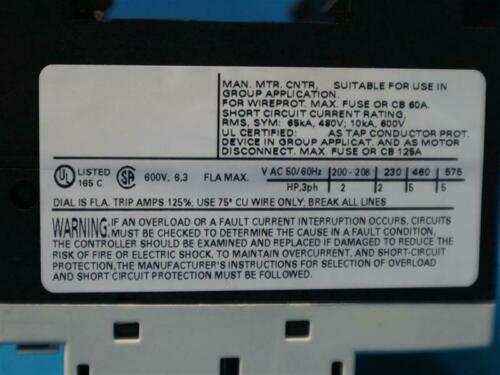 MAN. MTR. CNTR, SUITABLE FOR USE IN
GROUP APPLICATION.
FOR WIREPROT. MAX. FUSE OR CB 60A.
SHORT CIRCUIT CURRENT RATING,
RMS, SYM: 65kA, 480V; 10kA, 600V
UL CERTIFIED: AS TAP CONDUCTOR PROT.
DEVICE IN GROUP APPLICAT. AND AS MOTOR
DISCONNECT. MAX. FUSE OR CB 125A
UL LISTED 165 C SA 600V, 6,3 FLA MAX. V AC 50/60Hz 200-208 230 460 575
HP,3ph 2 2 5 5
DIAL IS FLA. TRIP AMPS 125%; USE 75° CU WIRE ONLY; BREAK ALL LINES
WARNING: IF AN OVERLOAD OR A FAULT CURRENT INTERRUPTION OCCURS, CIRCUITS
MUST BE CHECKED TO DETERMINE THE CAUSE OF IN A FAULT CONDITION,
THE CONTROLLER SHOULD BE EXAMINED AND REPLACED TO REDUCE THE
RISK OF FIRE OR ELECTRIC SHOCK, TO MAINTAIN OVERCURRENT, AND SHORT-CIRCUIT
PROTECTION, THE MANUFACTURER'S INSTRUCTIONS FOR SELECTION OF OVERLOAD
AND SHORT CIRCUIT PROTECTION MUST BE FOLLOWED.